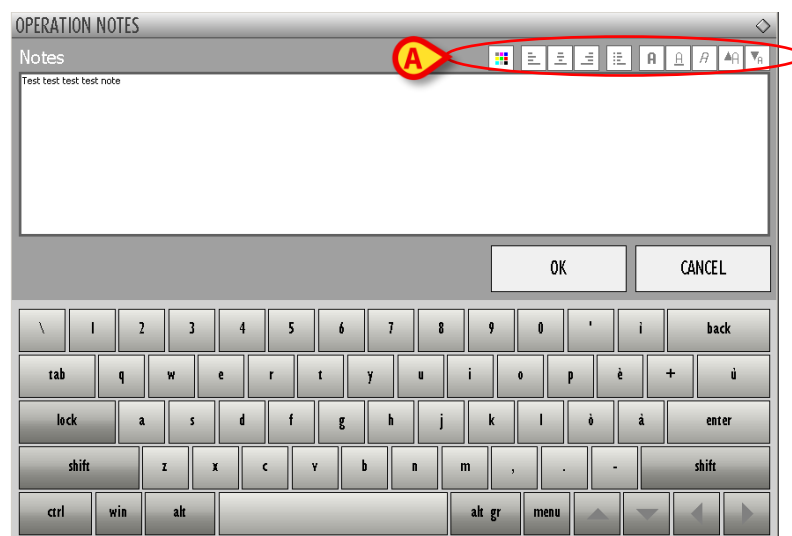 OPERATION NOTES
Notes
A
A A A A A
Test test test test note
OK CANCEL
\ 1 2 3 4 5 6 7 8 9 0 ' ì back
tab q w e r t y u i o p è + ù
lock a s d f g h j k l ò à enter
shift z x c v b n m , . - shift
ctrl win alt alt gr menu